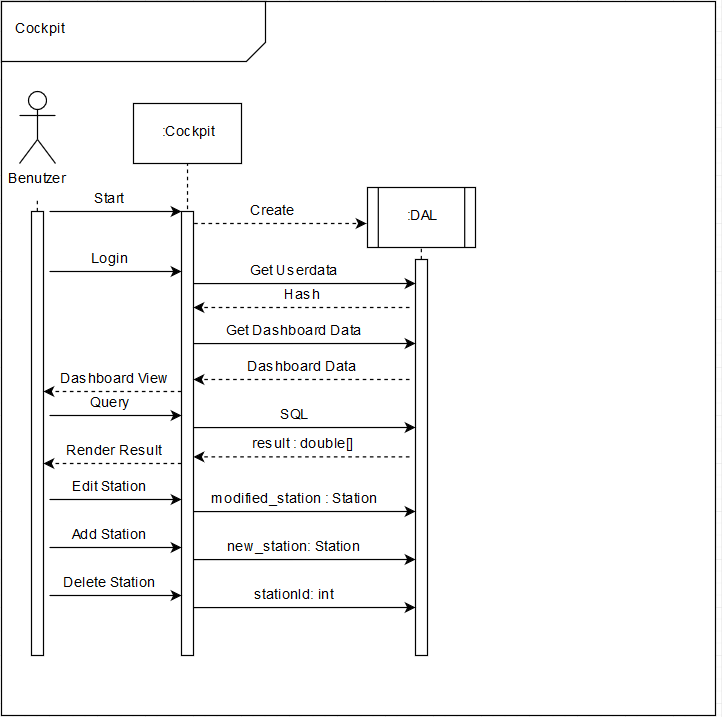 Cockpit
:Cockpit
Benutzer
Start
Create
:DAL
Login
Get Userdata
Hash
Get Dashboard Data
Dashboard Data
Dashboard View
Query
SQL
result : double[]
Render Result
Edit Station
modified_station : Station
Add Station
new_station: Station
Delete Station
stationId: int